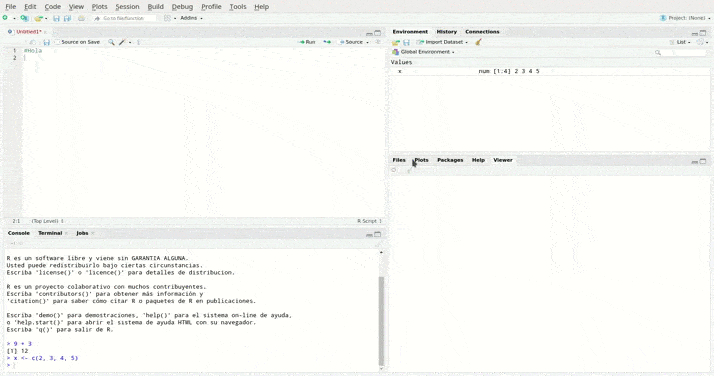 File Edit Code View Plots Session Build Debug Profile Tools Help
Go to file/function Addins Project: (None)
Untitled1*
Source on Save Run Source
1 #Hola
2
2:1 (Top Level) R Script
Console Terminal Jobs
R es un software libre y viene sin GARANTIA ALGUNA.
Usted puede redistribuirlo bajo ciertas circunstancias.
Escriba 'license()' o 'licence()' para detalles de distribucion.
R es un proyecto colaborativo con muchos contribuyentes.
Escriba 'contributors()' para obtener más información y
'citation()' para saber cómo citar R o paquetes de R en publicaciones.
Escriba 'demo()' para demostraciones, 'help()' para el sistema on-line de ayuda,
o 'help.start()' para abrir el sistema de ayuda HTML con su navegador.
Escriba 'q()' para salir de R.
> 9 + 3
[1] 12
> x <- c(2, 3, 4, 5)
>
Environment History Connections
Import Dataset List
Global Environment
Values
x num [1:4] 2 3 4 5
Files Plots Packages Help Viewer